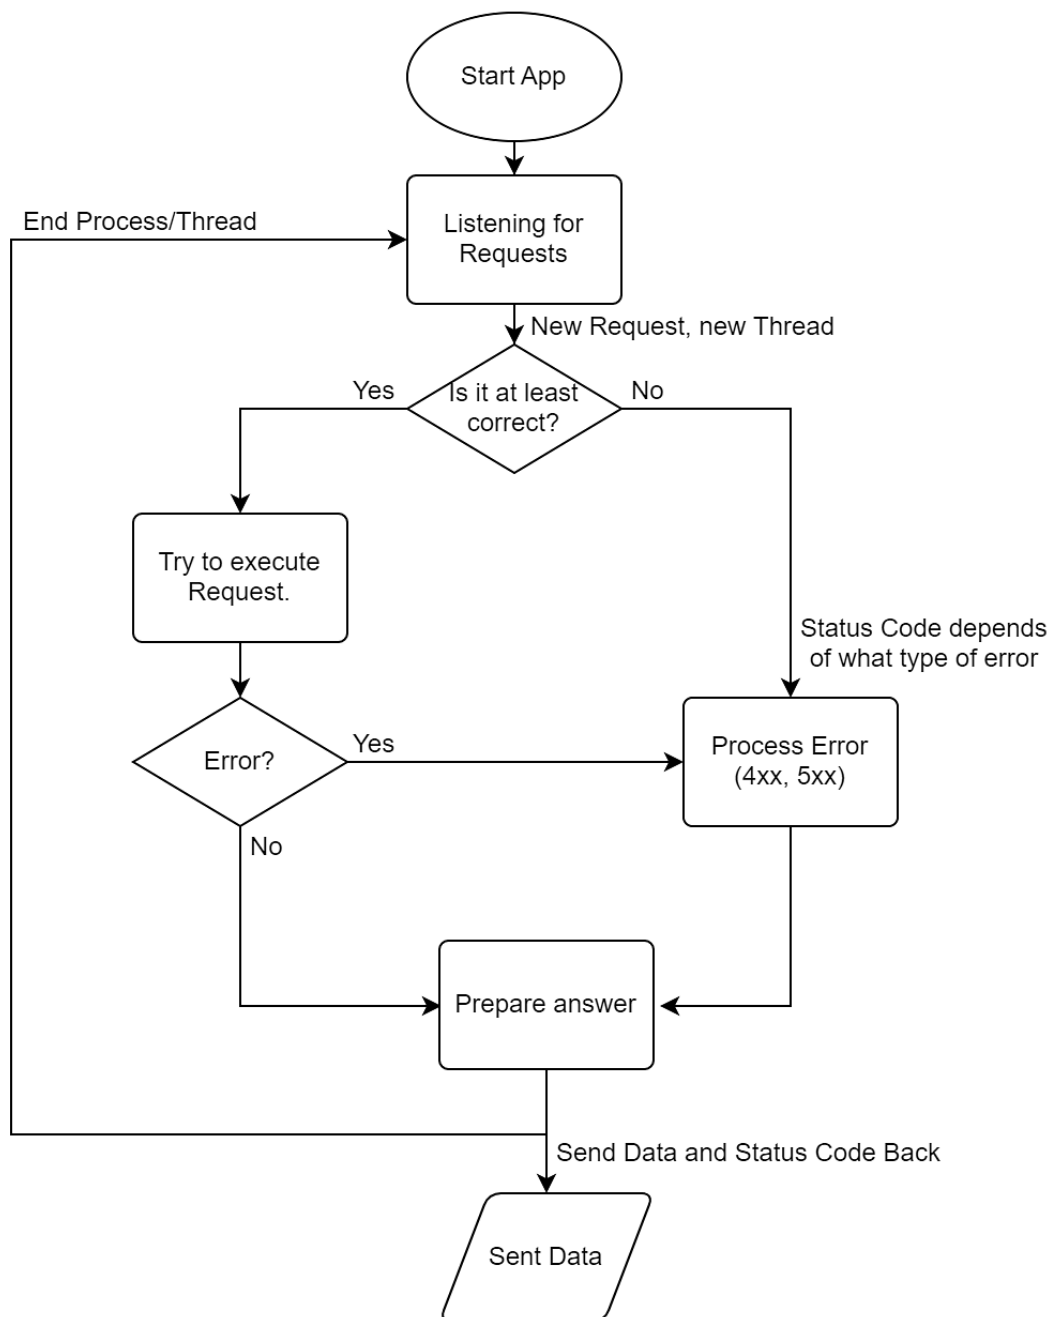 Start App
End Process/Thread
Listening for
Requests
New Request, new Thread
Yes
Is it at least
correct?
No
Try to execute
Request.
Status Code depends
of what type of error
Error?
Yes
Process Error
(4xx, 5xx)
No
Prepare answer
Send Data and Status Code Back
Sent Data